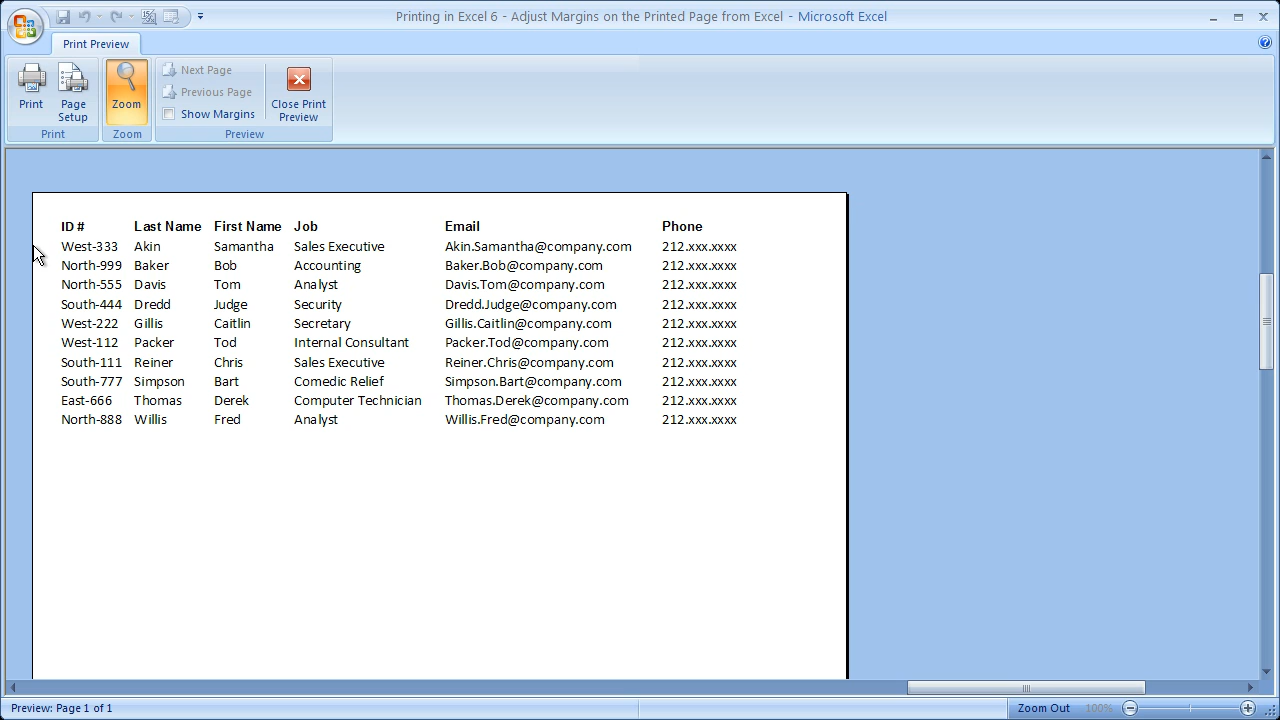 Printing in Excel 6 - Adjust Margins on the Printed Page from Excel - Microsoft Excel
Print Preview
Print
Page Setup
Zoom
Next Page
Previous Page
Show Margins
Close Print Preview
Print
Zoom
Preview
ID # Last Name First Name Job Email Phone
West-333 Akin Samantha Sales Executive Akin.Samantha@company.com 212.xxx.xxxx
North-999 Baker Bob Accounting Baker.Bob@company.com 212.xxx.xxxx
North-555 Davis Tom Analyst Davis.Tom@company.com 212.xxx.xxxx
South-444 Dredd Judge Security Dredd.Judge@company.com 212.xxx.xxxx
West-222 Gillis Caitlin Secretary Gillis.Caitlin@company.com 212.xxx.xxxx
West-112 Packer Tod Internal Consultant Packer.Tod@company.com 212.xxx.xxxx
South-111 Reiner Chris Sales Executive Reiner.Chris@company.com 212.xxx.xxxx
South-777 Simpson Bart Comedic Relief Simpson.Bart@company.com 212.xxx.xxxx
East-666 Thomas Derek Computer Technician Thomas.Derek@company.com 212.xxx.xxxx
North-888 Willis Fred Analyst Willis.Fred@company.com 212.xxx.xxxx
Preview: Page 1 of 1
Zoom Out 100%